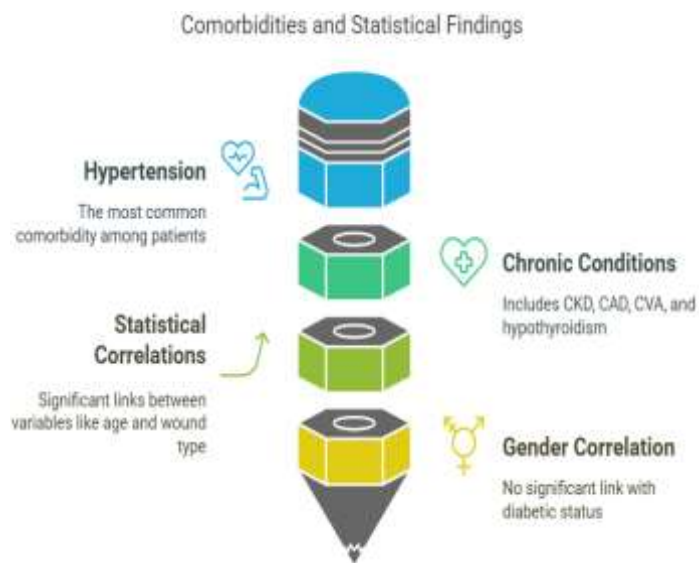 Comorbidities and Statistical Findings
Hypertension
The most common
comorbidity among patients
Chronic Conditions
Includes CKD, CAD, CVA, and
hypothyroidism
Statistical
Correlations
Significant links between
variables like age and wound
type
Gender Correlation
No significant link with
diabetic status